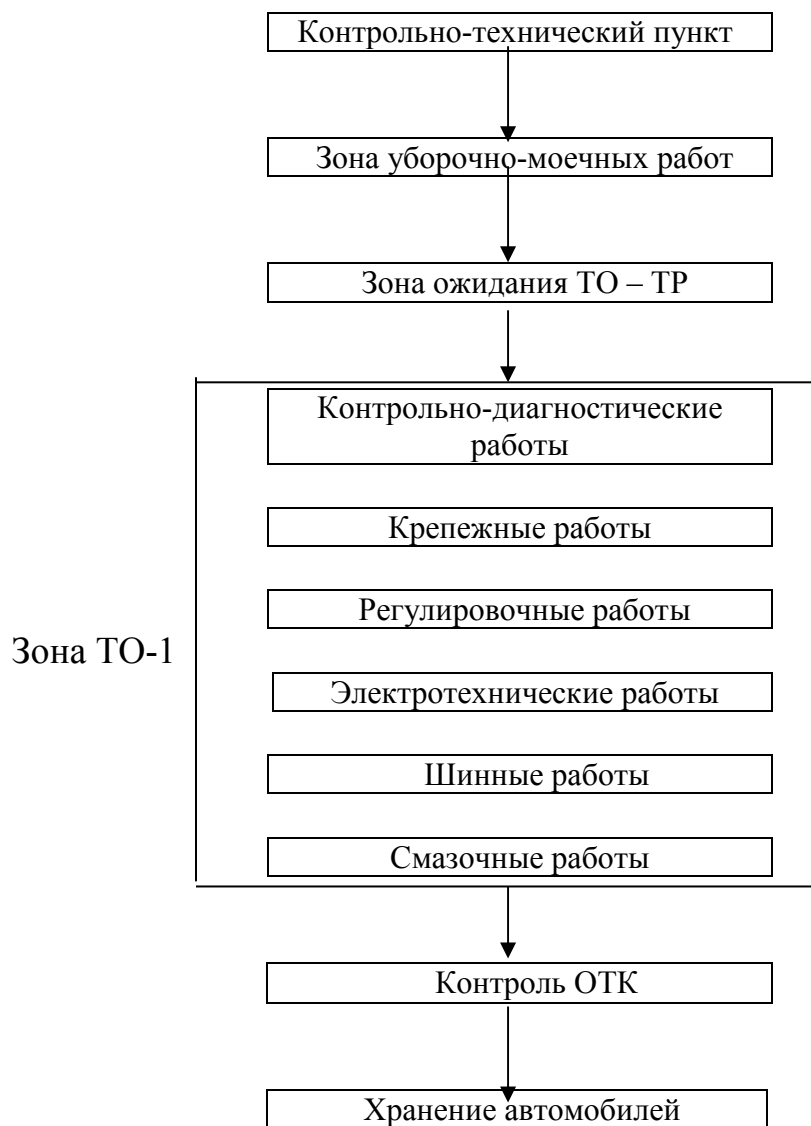 Контрольно-технический пункт
Зона уборочно-моечных работ
Зона ожидания ТО – ТР
Контрольно-диагностические
работы
Крепежные работы
Регулировочные работы
Зона ТО-1
Электротехнические работы
Шинные работы
Смазочные работы
Контроль ОТК
Хранение автомобилей